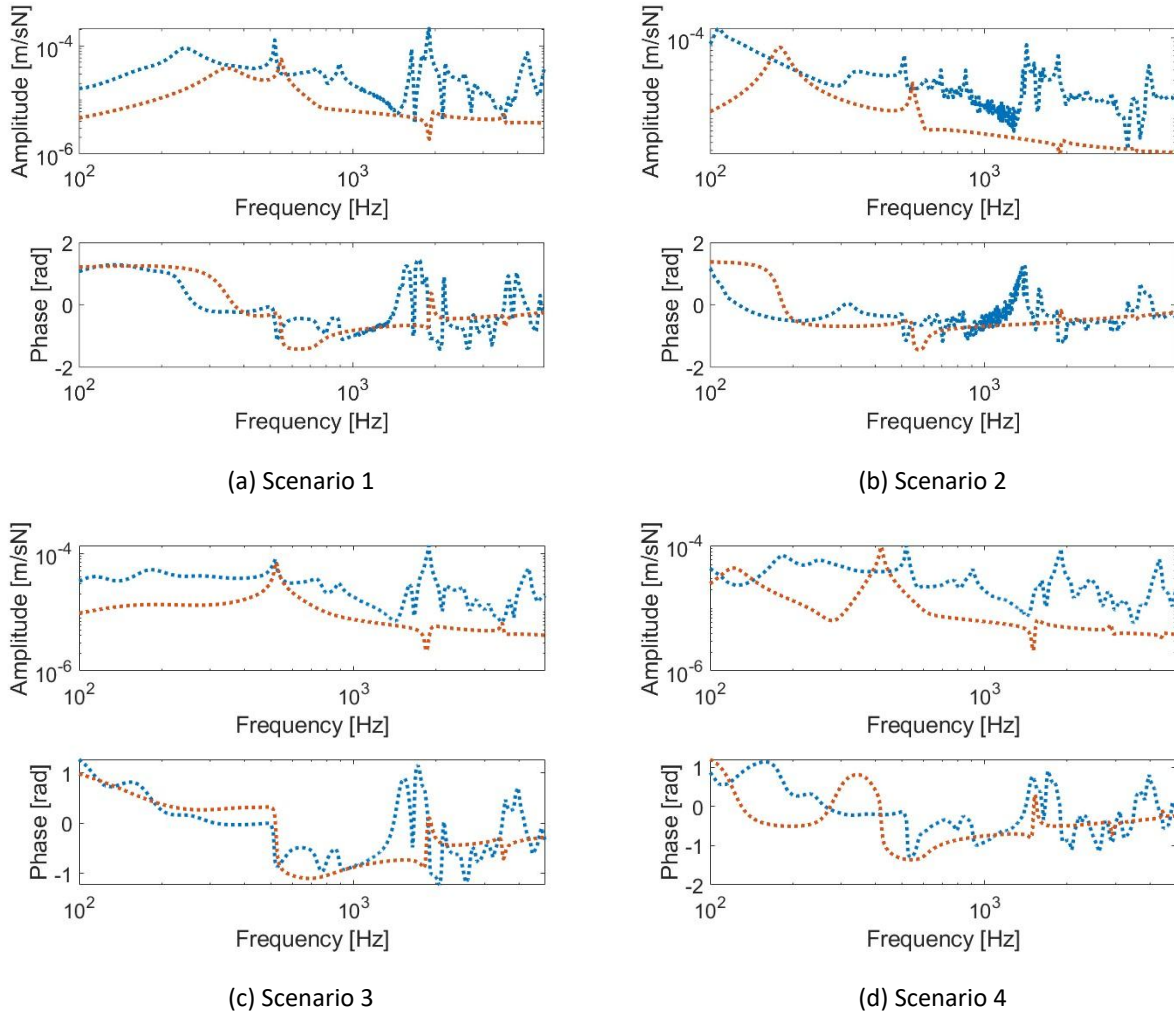 Amplitude [m/sN]
10^-4
10^-6
10^2
10^3
Frequency [Hz]
Phase [rad]
2
0
-2
10^2
10^3
Frequency [Hz]
(a) Scenario 1
Amplitude [m/sN]
10^-4
10^2
10^3
Frequency [Hz]
Phase [rad]
2
0
-2
10^2
10^3
Frequency [Hz]
(b) Scenario 2
Amplitude [m/sN]
10^-4
10^-6
10^2
10^3
Frequency [Hz]
Phase [rad]
1
0
-1
10^2
10^3
Frequency [Hz]
(c) Scenario 3
Amplitude [m/sN]
10^-4
10^-6
10^2
10^3
Frequency [Hz]
Phase [rad]
1
0
-1
-2
10^2
10^3
Frequency [Hz]
(d) Scenario 4